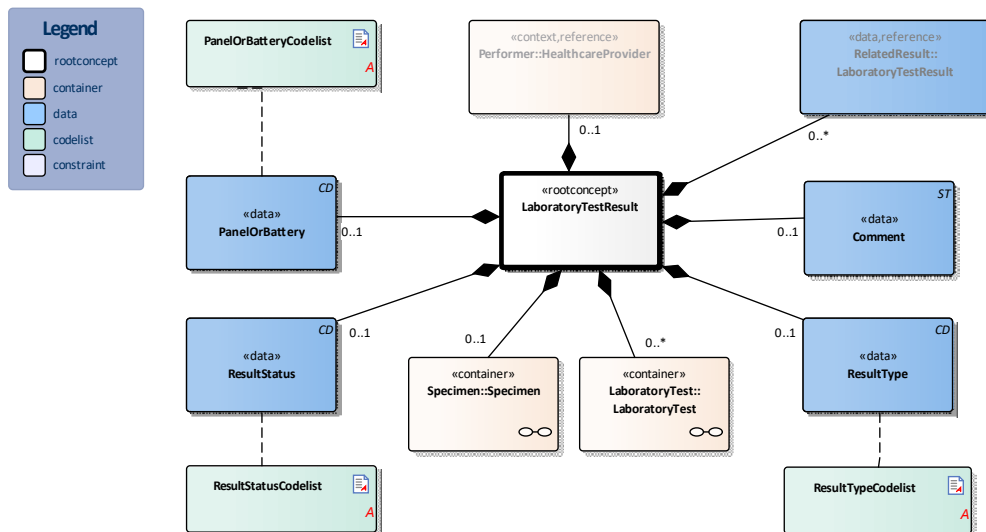 Legend
rootconcept
container
data
codelist
constraint
PanelOrBatteryCodelist
A
«context,reference»
Performer::HealthcareProvider
«data,reference»
RelatedResult::
LaboratoryTestResult
0..1
0..*
CD
«data»
PanelOrBattery
0..1
«rootconcept»
LaboratoryTestResult
ST
«data»
Comment
0..1
CD
«data»
ResultStatus
0..1
0..1
«container»
Specimen::Specimen
0..*
«container»
LaboratoryTest::
LaboratoryTest
0..1
CD
«data»
ResultType
ResultStatusCodelist
A
ResultTypeCodelist
A